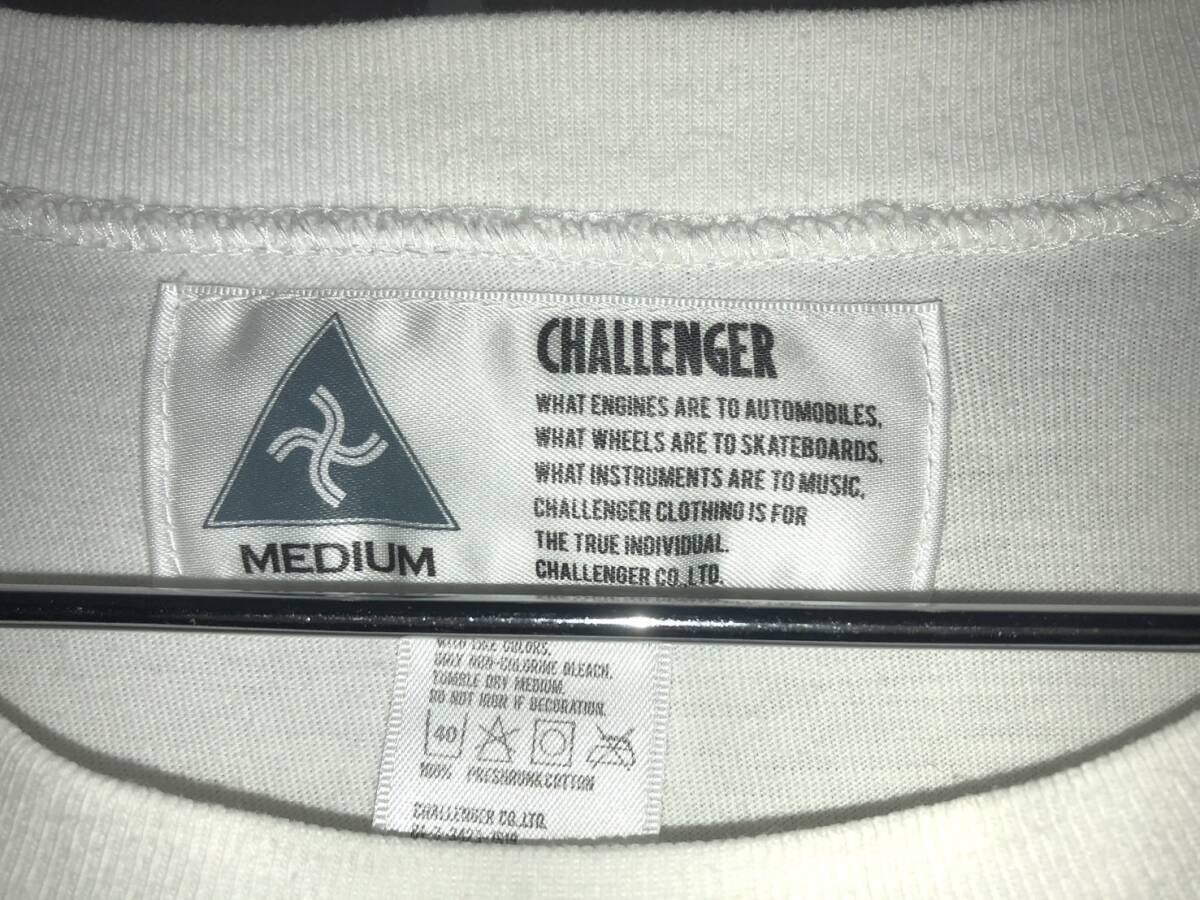 CHALLENGER
WHAT ENGINES ARE TO AUTOMOBILES,
WHAT WHEELS ARE TO SKATEBOARDS,
WHAT INSTRUMENTS ARE TO MUSIC,
CHALLENGER CLOTHING IS FOR
THE TRUE INDIVIDUAL.
CHALLENGER CO.,LTD.
MEDIUM
WITH LIKE COLORS.
ONLY NON-CHLORINE BLEACH.
TUMBLE DRY MEDIUM.
DO NOT IRON IF DECORATION.
40
100% PRESHRUNK COTTON
CHALLENGER CO.,LTD.